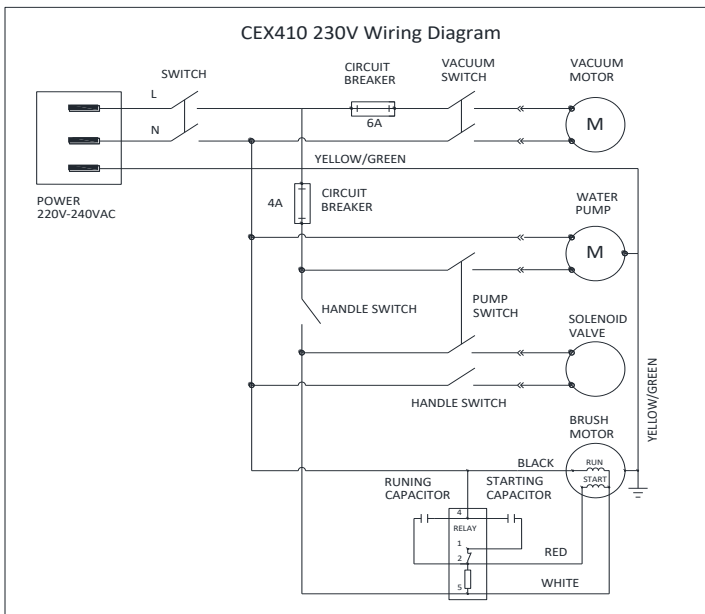 CEX410 230V Wiring Diagram
SWITCH
CIRCUIT
BREAKER
VACUUM
SWITCH
VACUUM
MOTOR
L
6A
M
N
YELLOW/GREEN
POWER
220V-240VAC
4A
CIRCUIT
BREAKER
WATER
PUMP
M
HANDLE SWITCH
PUMP
SWITCH
SOLENOID
VALVE
HANDLE SWITCH
YELLOW/GREEN
BRUSH
MOTOR
BLACK
RUN
START
RUNING
CAPACITOR
STARTING
CAPACITOR
4
RELAY
1
2
RED
5
WHITE